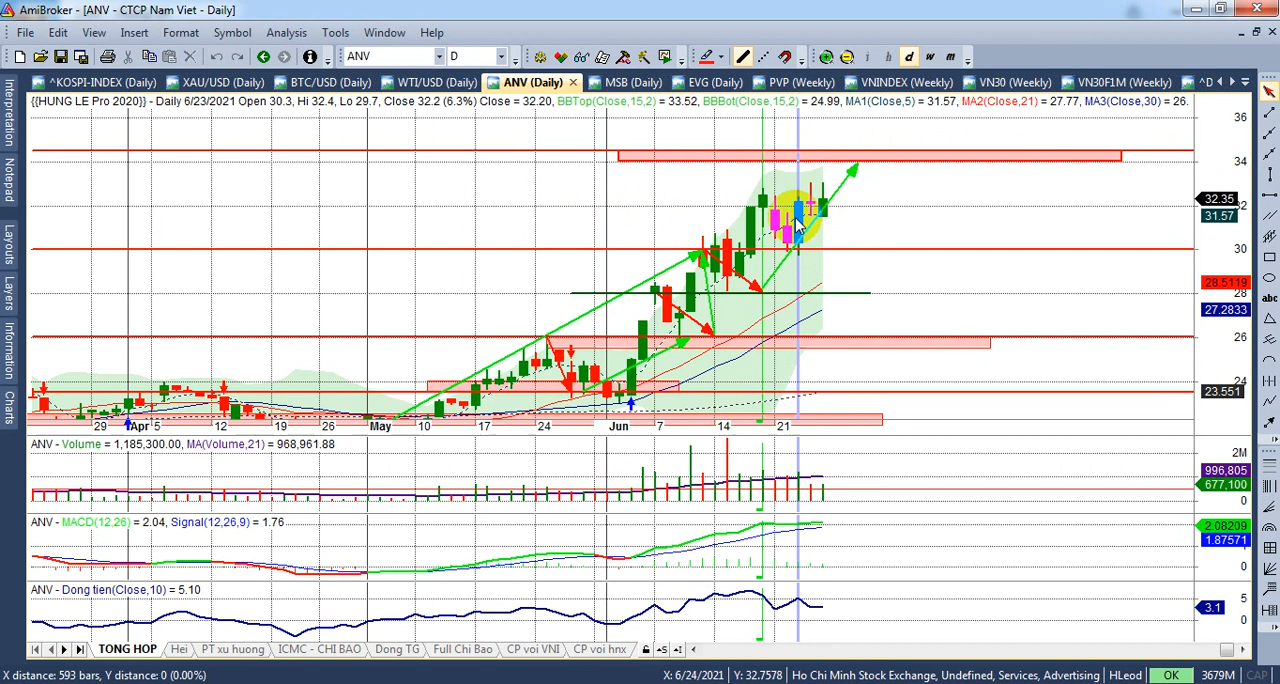 AmiBroker - [ANV - CTCP Nam Viet - Daily]
File Edit View Insert Format Symbol Analysis Tools Window Help
ANV D i h d w m
^KOSPI-INDEX (Daily) XAU/USD (Daily) BTC/USD (Daily) WTI/USD (Daily) ANV (Daily) MSB (Daily) EVG (Daily) PVP (Weekly) VNINDEX (Weekly) VN30 (Weekly) VN30F1M (Weekly) ^D
{{HUNG LE Pro 2020}} - Daily 6/23/2021 Open 30.3, Hi 32.4, Lo 29.7, Close 32.2 (6.3%) Close = 32.20, BBTop(Close,15,2) = 33.52, BBBot(Close,15,2) = 24.99, MA1(Close,5) = 31.57, MA2(Close,21) = 27.77, MA3(Close,30) = 26.
Interpretation
Notepad
Layouts
Layers
Information
Charts
abc
36
34
32.35
32
31.57
30
28.5119
28
27.2833
26
24
23.551
29 Apr 5 12 19 26 May 10 17 24 Jun 7 14 21
ANV - Volume = 1,185,300.00, MA(Volume,21) = 968,961.88
2M
996,805
677,100
0
ANV - MACD(12,26) = 2.04, Signal(12,26,9) = 1.76
2.08209
1.87571
0
ANV - Dong tien(Close,10) = 5.10
5
3.1
0
TONG HOP Hei PT xu huong ICMC - CHI BAO Dong TG Full Chi Bao CP voi VNI CP voi hnx
X distance: 593 bars, Y distance: 0 (0.00%) X: 6/24/2021 Y: 32.7578 Ho Chi Minh Stock Exchange, Undefined, Services, Advertising HLeod OK 3679M CAP